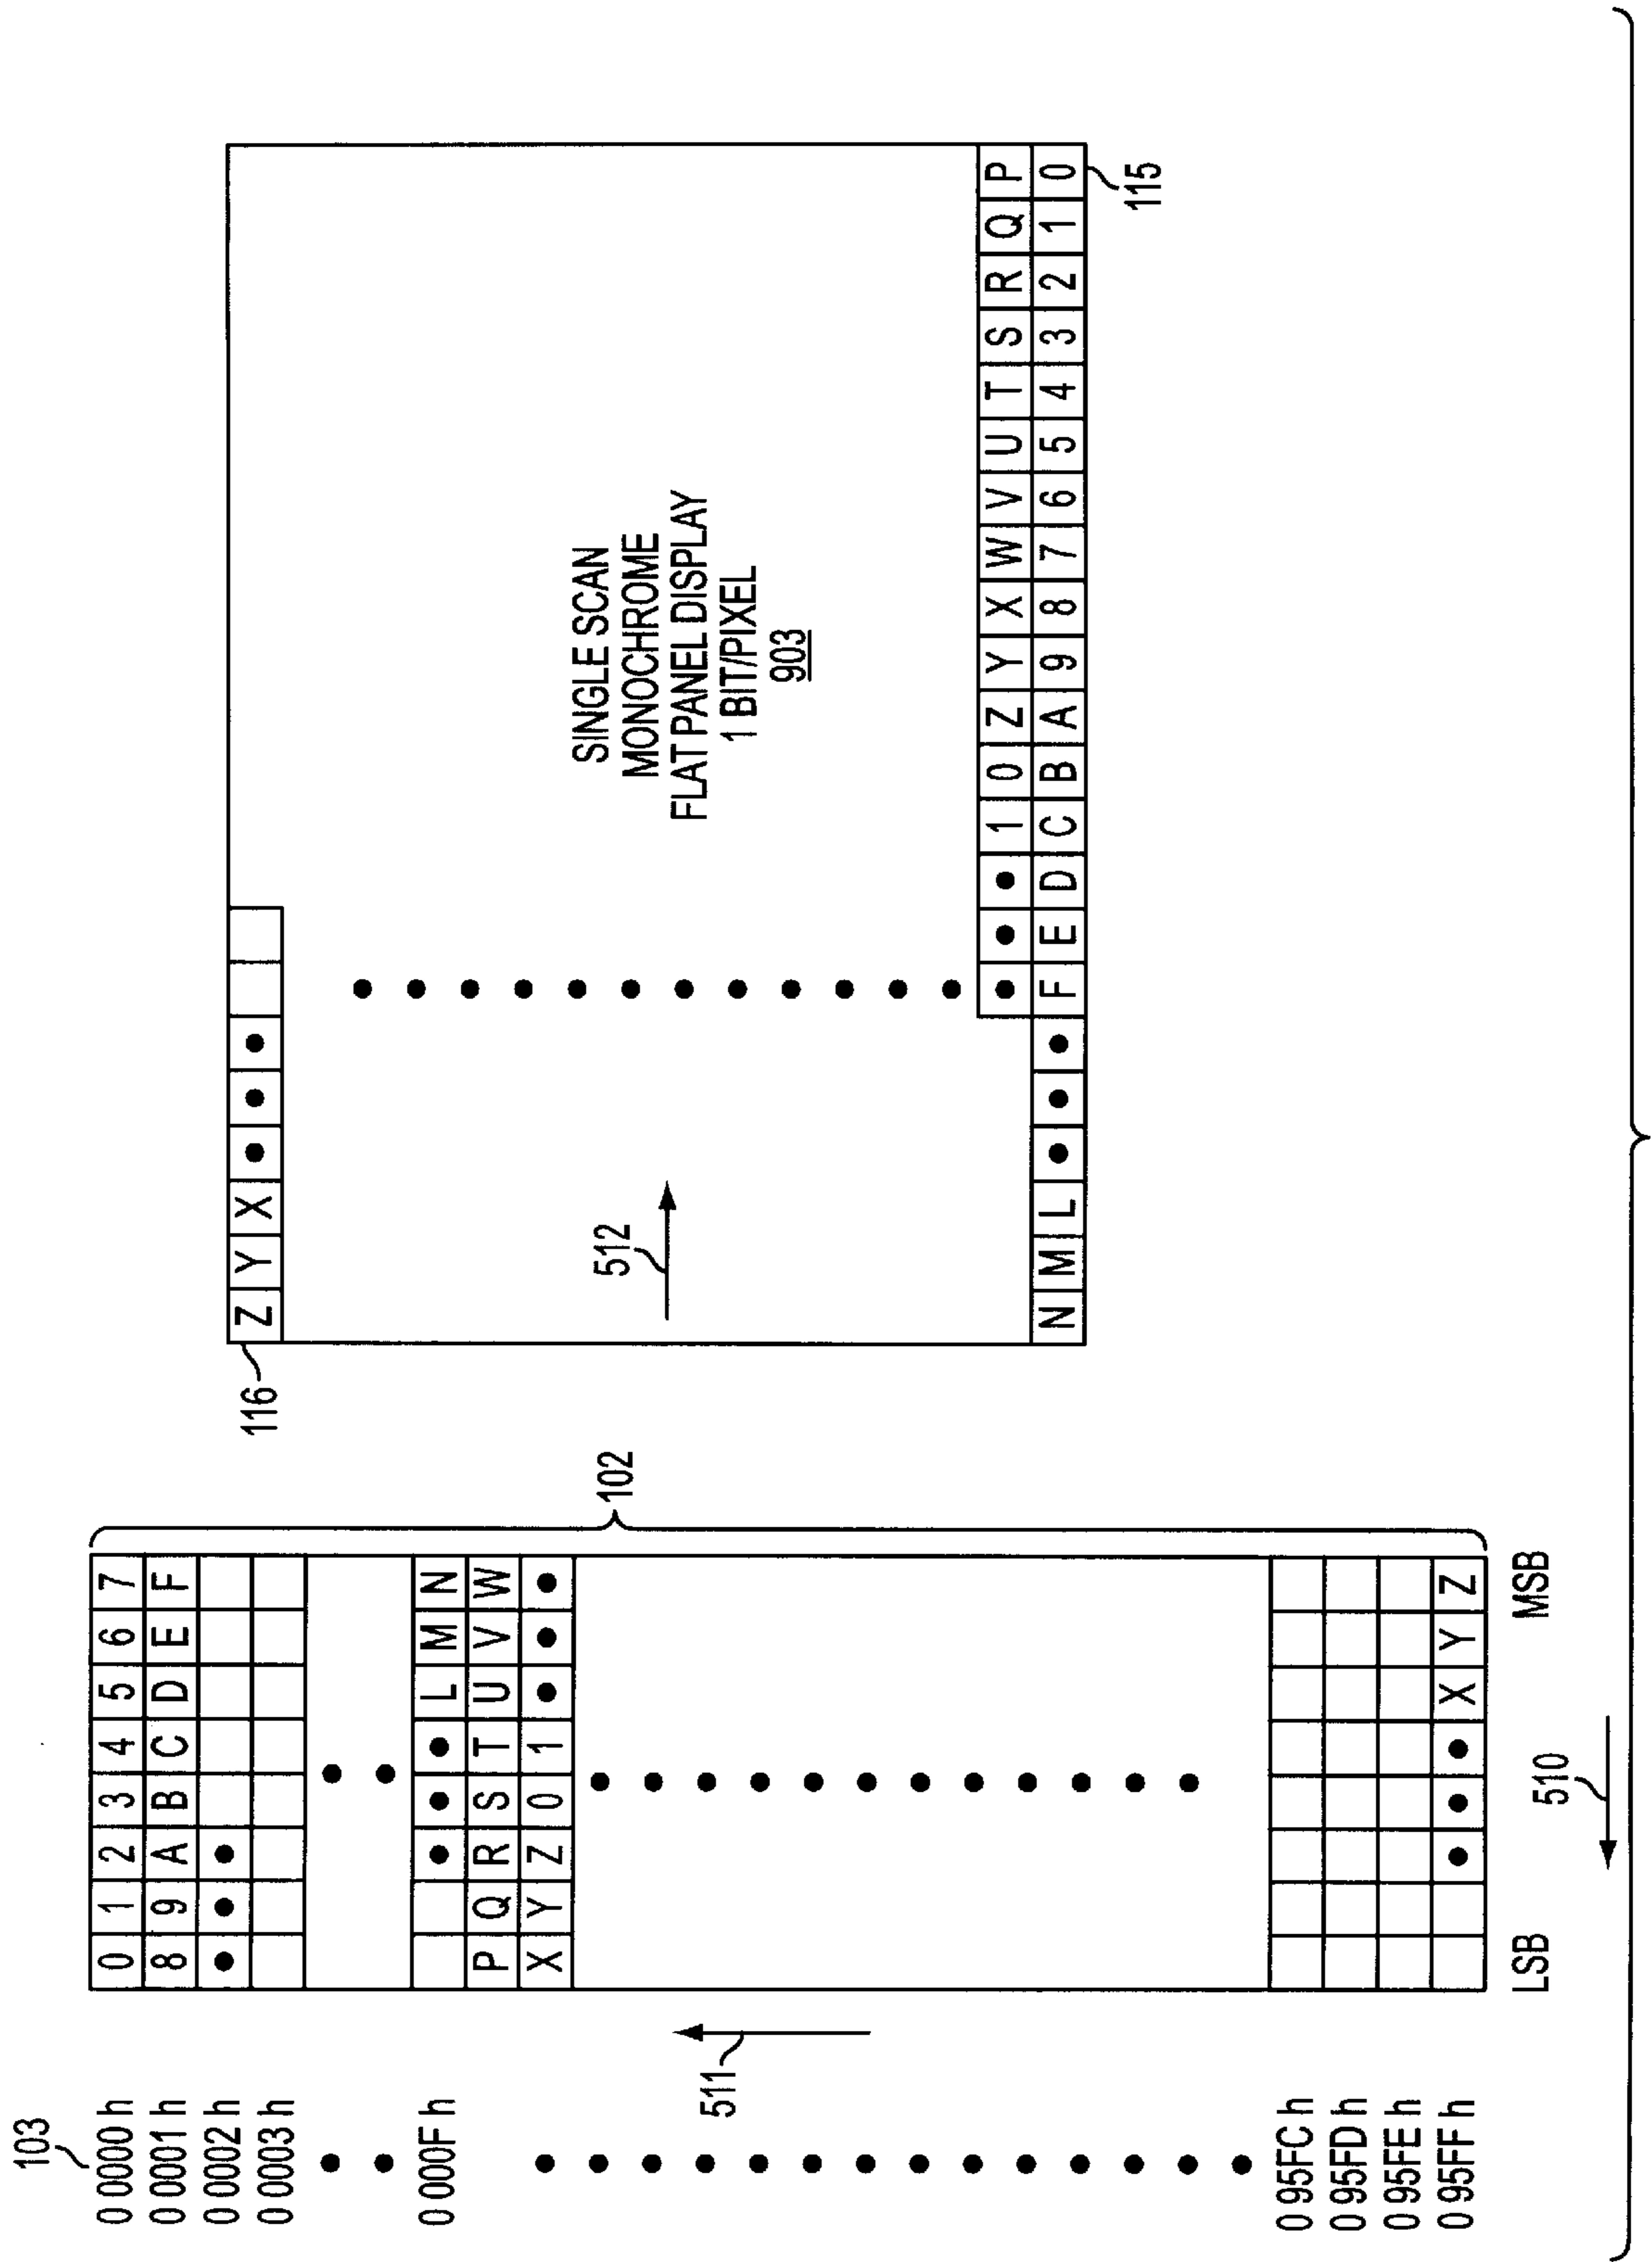 103
0 0000 h
0 0001 h
0 0002 h
0 0003 h
0 000F h
0 95FC h
0 95FD h
0 95FE h
0 95FF h
511
0 1 2 3 4 5 6 7
8 9 A B C D E F
L M N
P Q R S T U V W
X Y Z 0 1
X Y Z
LSB
MSB
510
102
116
Z Y X
512
SINGLE SCAN
MONOCHROME
FLAT PANEL DISPLAY
1 BIT/PIXEL
903
1 0 Z Y X W V U T S R Q P
N M L F E D C B A 9 8 7 6 5 4 3 2 1 0
115